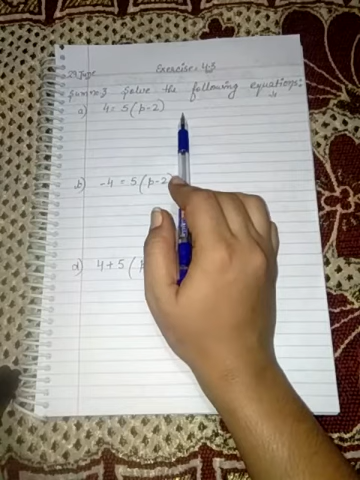 Exercise: 4.3
Solve the following equations:
a) 4 = 5(p-2)
b) -4 = 5(p-2
d) 4+5(